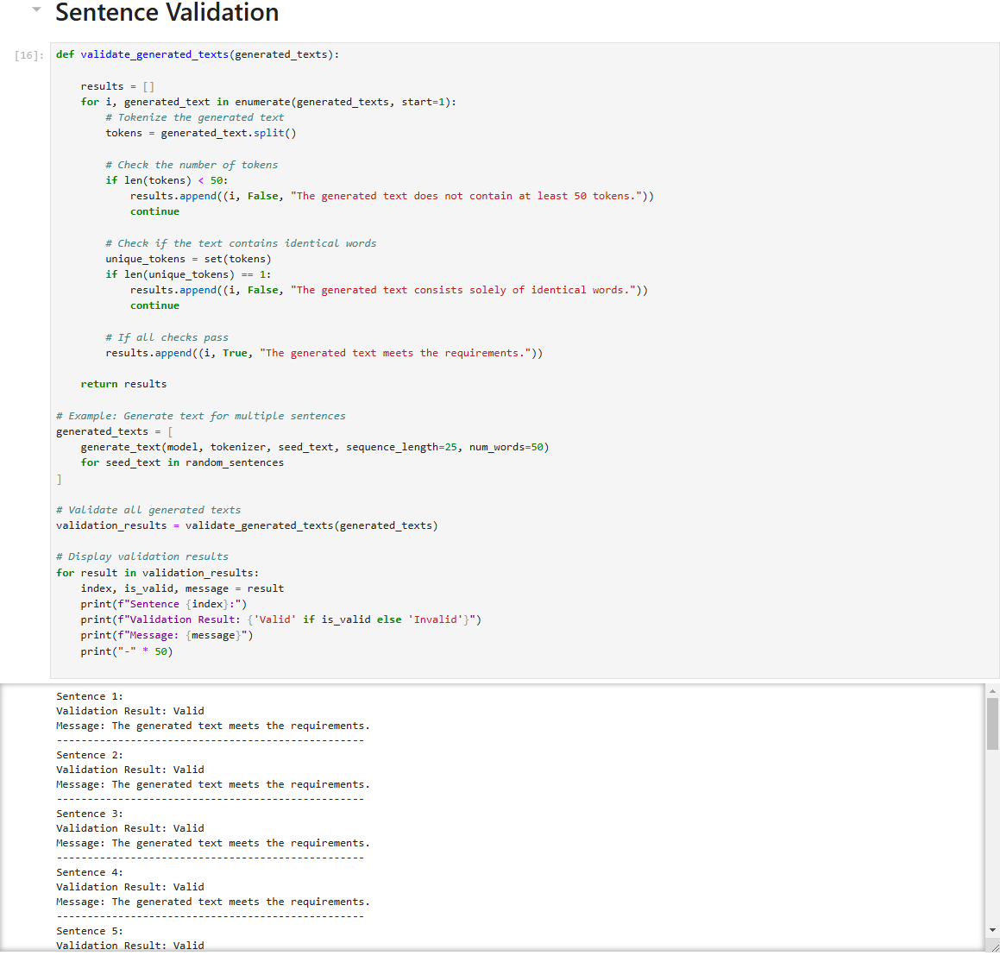 Sentence Validation
[16]:
def validate_generated_texts(generated_texts):
    results = []
    for i, generated_text in enumerate(generated_texts, start=1):
        # Tokenize the generated text
        tokens = generated_text.split()
        # Check the number of tokens
        if len(tokens) < 50:
            results.append((i, False, "The generated text does not contain at least 50 tokens."))
            continue
        # Check if the text contains identical words
        unique_tokens = set(tokens)
        if len(unique_tokens) == 1:
            results.append((i, False, "The generated text consists solely of identical words."))
            continue
        # If all checks pass
        results.append((i, True, "The generated text meets the requirements."))
    return results
# Example: Generate text for multiple sentences
generated_texts = [
    generate_text(model, tokenizer, seed_text, sequence_length=25, num_words=50)
    for seed_text in random_sentences
]
# Validate all generated texts
validation_results = validate_generated_texts(generated_texts)
# Display validation results
for result in validation_results:
    index, is_valid, message = result
    print(f"Sentence {index}:")
    print(f"Validation Result: {'Valid' if is_valid else 'Invalid'}")
    print(f"Message: {message}")
    print("-" * 50)
Sentence 1:
Validation Result: Valid
Message: The generated text meets the requirements.
--------------------------------------------------
Sentence 2:
Validation Result: Valid
Message: The generated text meets the requirements.
--------------------------------------------------
Sentence 3:
Validation Result: Valid
Message: The generated text meets the requirements.
--------------------------------------------------
Sentence 4:
Validation Result: Valid
Message: The generated text meets the requirements.
--------------------------------------------------
Sentence 5:
Validation Result: Valid